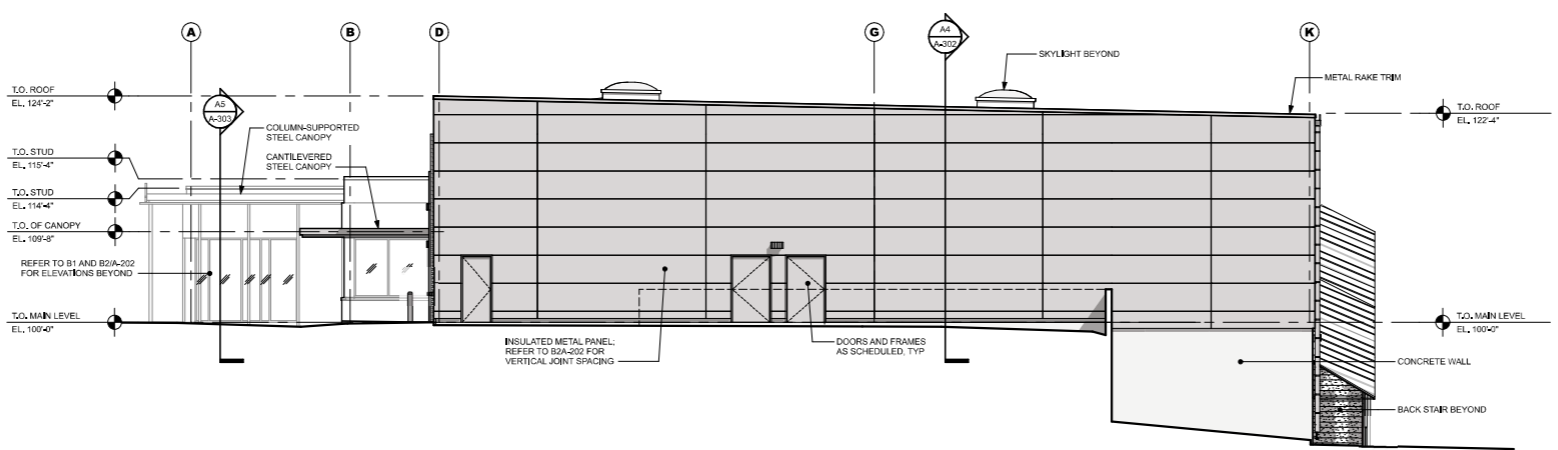 A
B
D
G
K
A4
A-302
SKYLIGHT BEYOND
METAL RAKE TRIM
T.O. ROOF
EL. 124'-2"
A5
A-303
T.O. ROOF
EL. 122'-4"
COLUMN-SUPPORTED
STEEL CANOPY
T.O. STUD
EL. 115'-4"
CANTILEVERED
STEEL CANOPY
T.O. STUD
EL. 114'-4"
T.O. OF CANOPY
EL. 109'-8"
REFER TO B1 AND B2/A-202
FOR ELEVATIONS BEYOND
T.O. MAIN LEVEL
EL. 100'-0"
T.O. MAIN LEVEL
EL. 100'-0"
INSULATED METAL PANEL;
REFER TO B2A-202 FOR
VERTICAL JOINT SPACING
DOORS AND FRAMES
AS SCHEDULED, TYP
CONCRETE WALL
BACK STAIR BEYOND